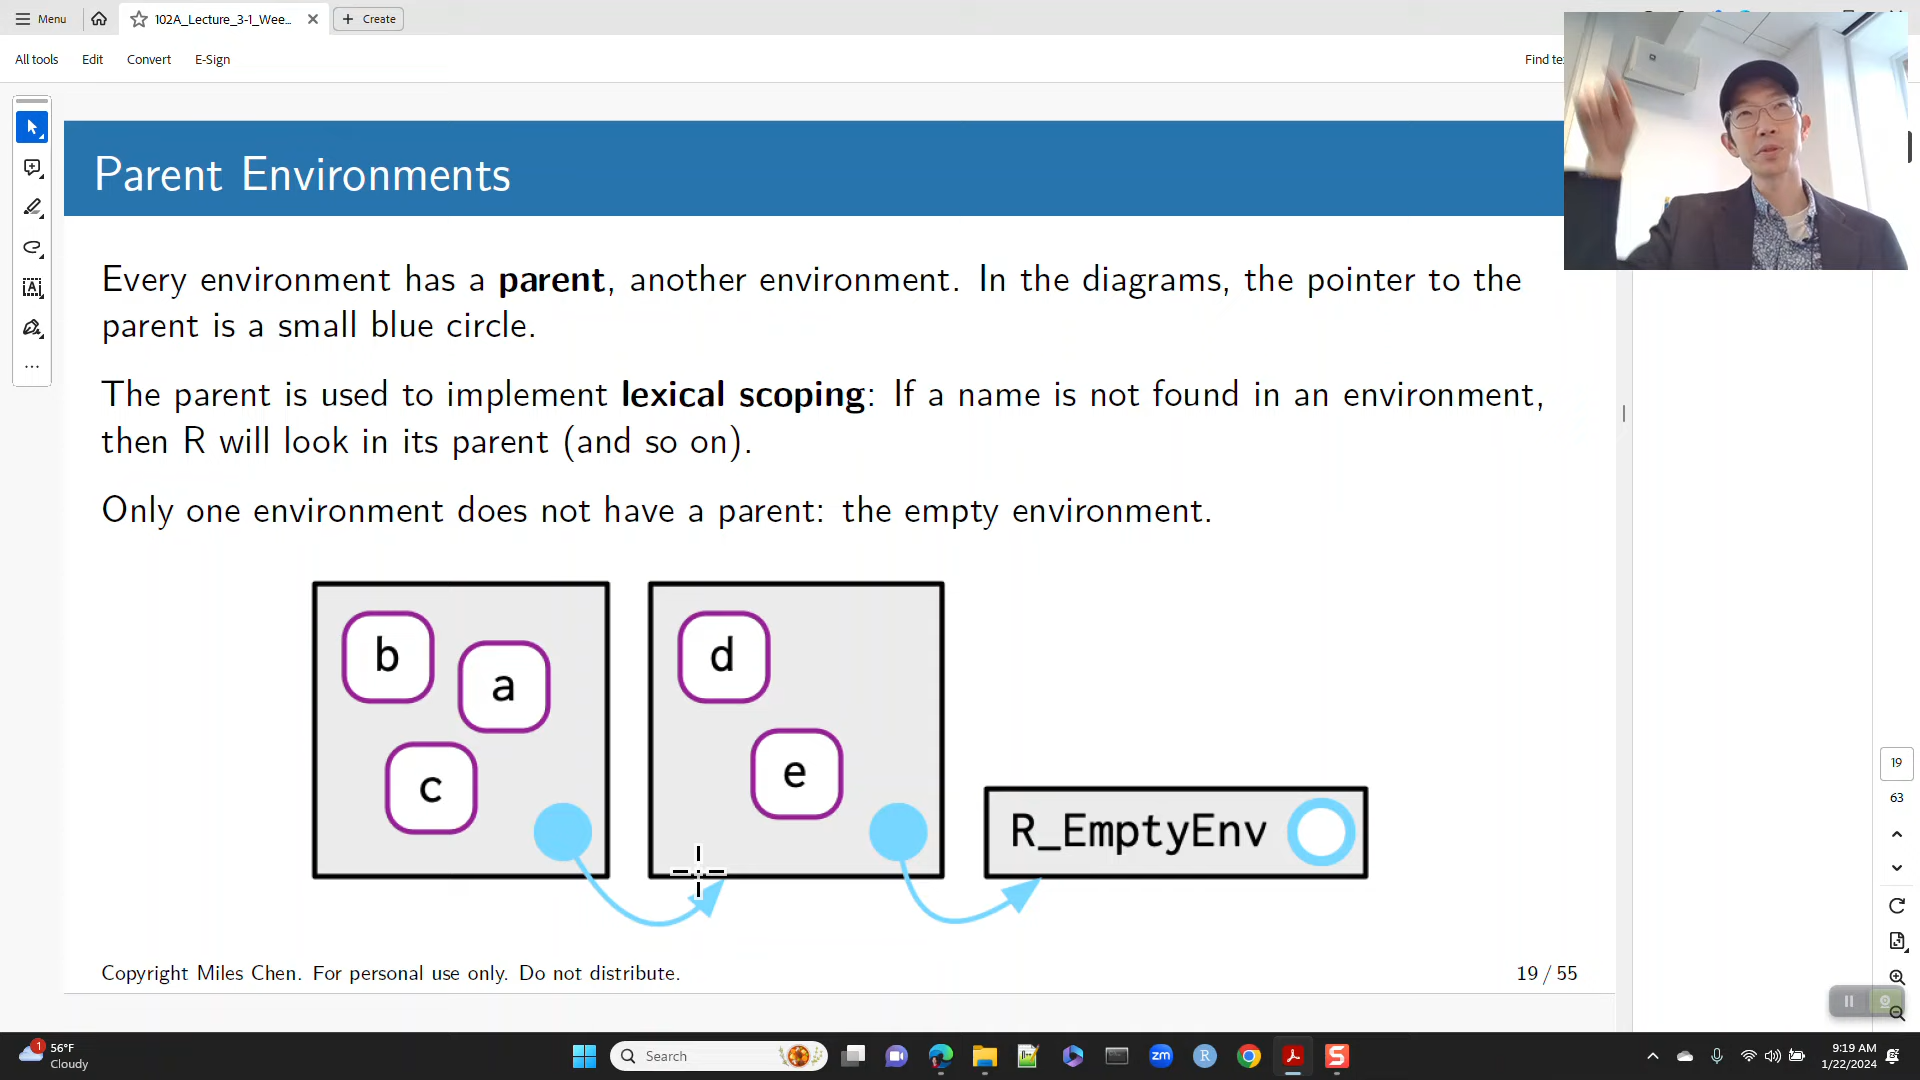 Menu
102A_Lecture_3-1_Wee...
Create
All tools
Edit
Convert
E-Sign
Find te
Parent Environments
Every environment has a parent, another environment. In the diagrams, the pointer to the
parent is a small blue circle.
The parent is used to implement lexical scoping: If a name is not found in an environment,
then R will look in its parent (and so on).
Only one environment does not have a parent: the empty environment.
b
a
c
d
e
R_EmptyEnv
Copyright Miles Chen. For personal use only. Do not distribute.
19 / 55
19
63
1
56°F
Cloudy
Search
zm
R
S
9:19 AM
1/22/2024